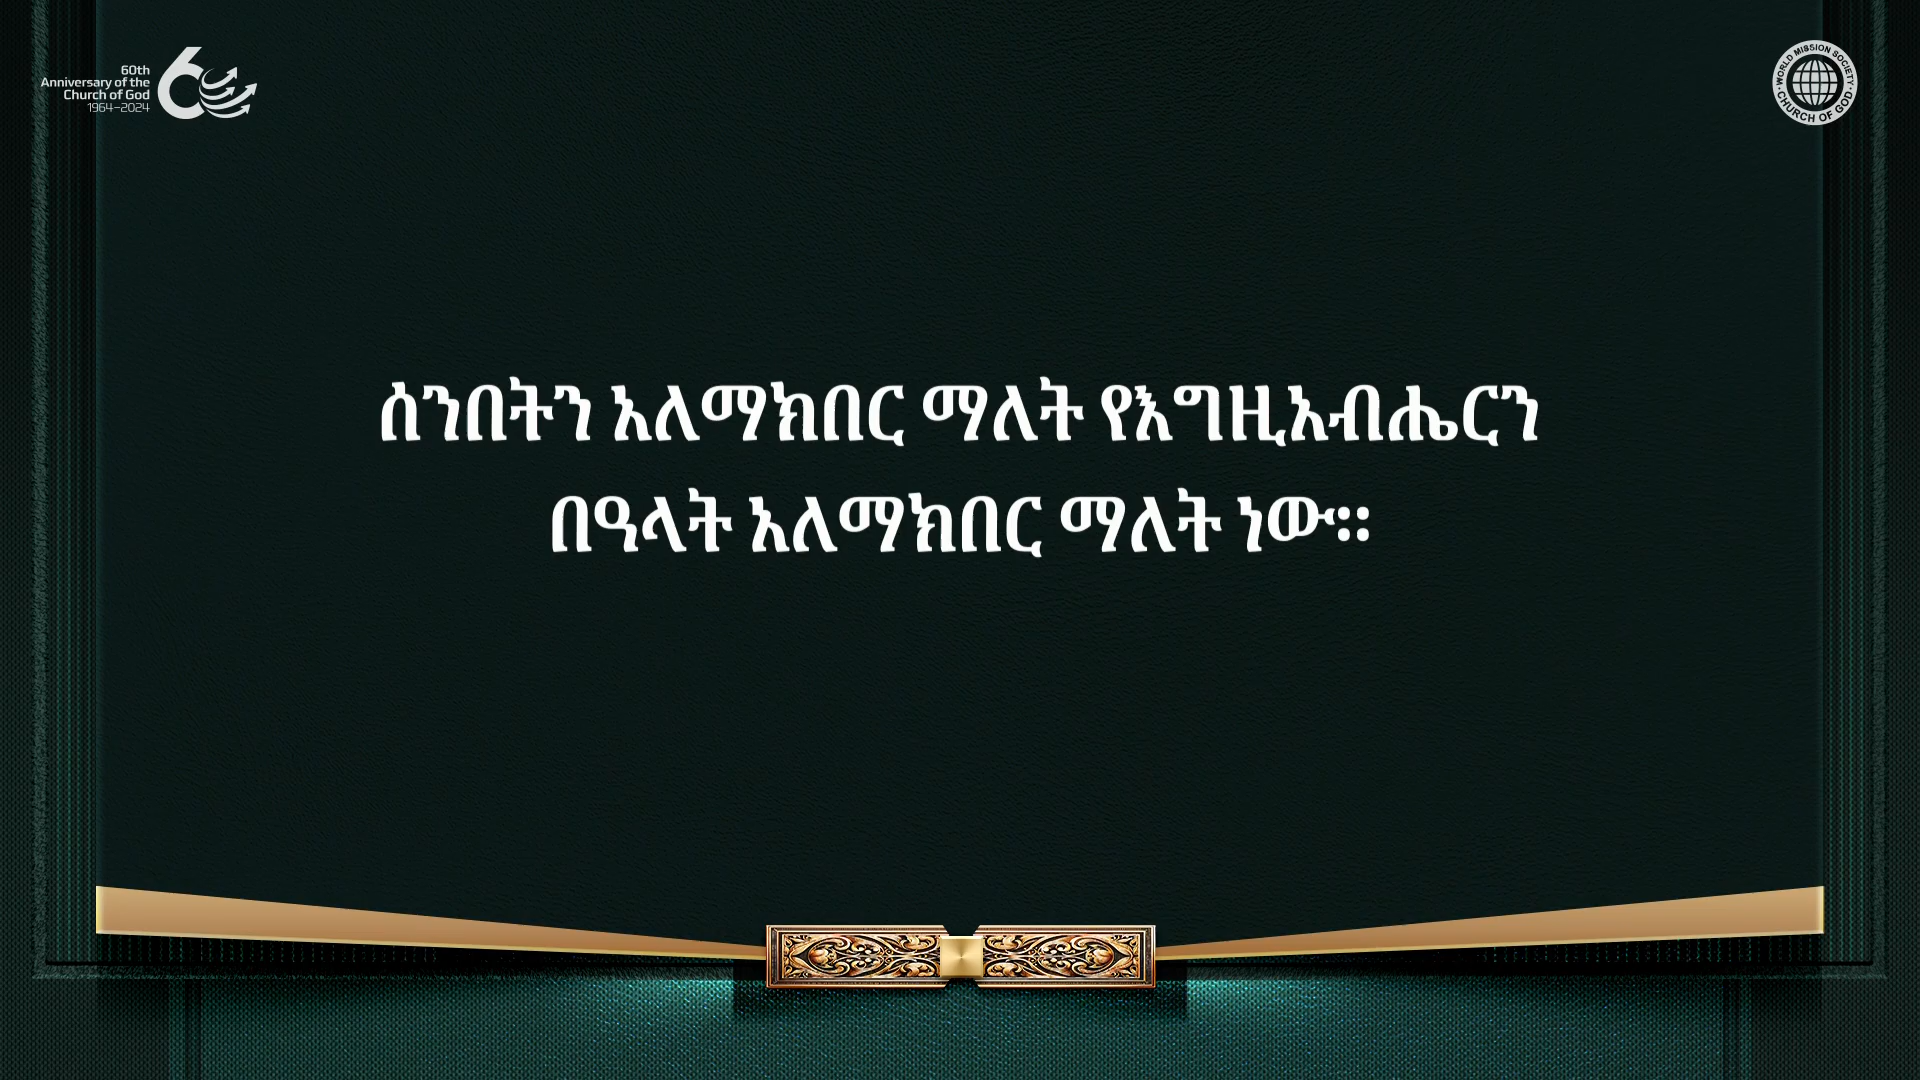 60th
Anniversary of the
Church of God
1964–2024
WORLD MISSION SOCIETY
CHURCH OF GOD
ሰንበትን አለማክበር ማለት የእግዚአብሔርን
በዓላት አለማክበር ማለት ነው።